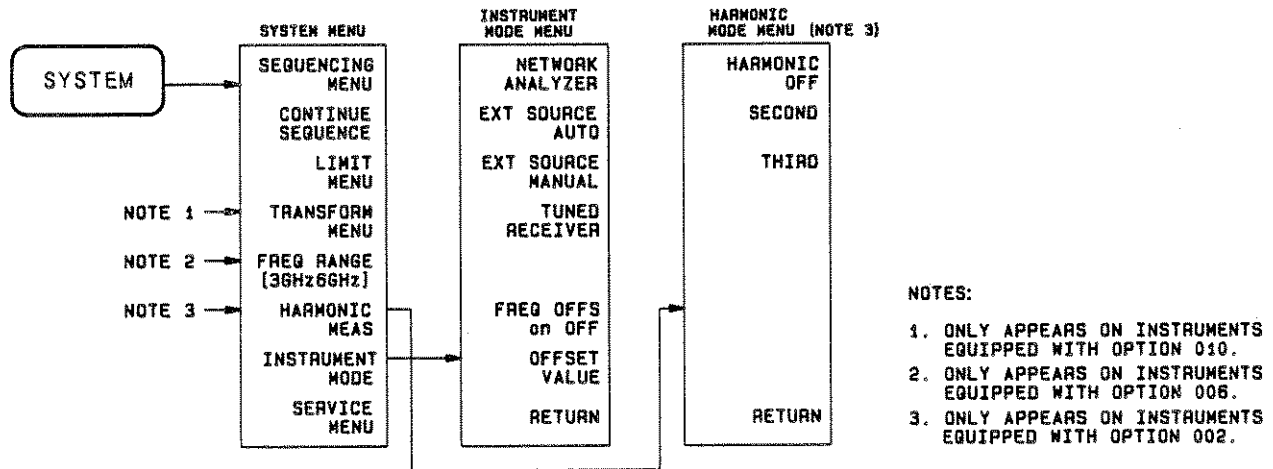 SYSTEM
SYSTEM MENU
SEQUENCING
MENU
CONTINUE
SEQUENCE
LIMIT
MENU
NOTE 1
TRANSFORM
MENU
NOTE 2
FREQ RANGE
[3GHz6GHz]
NOTE 3
HARMONIC
MEAS
INSTRUMENT
MODE
SERVICE
MENU
INSTRUMENT
MODE MENU
NETWORK
ANALYZER
EXT SOURCE
AUTO
EXT SOURCE
MANUAL
TUNED
RECEIVER
FREQ OFFS
on OFF
OFFSET
VALUE
RETURN
HARMONIC
MODE MENU (NOTE 3)
HARMONIC
OFF
SECOND
THIRD
RETURN
NOTES:
1. ONLY APPEARS ON INSTRUMENTS
EQUIPPED WITH OPTION 010.
2. ONLY APPEARS ON INSTRUMENTS
EQUIPPED WITH OPTION 006.
3. ONLY APPEARS ON INSTRUMENTS
EQUIPPED WITH OPTION 002.